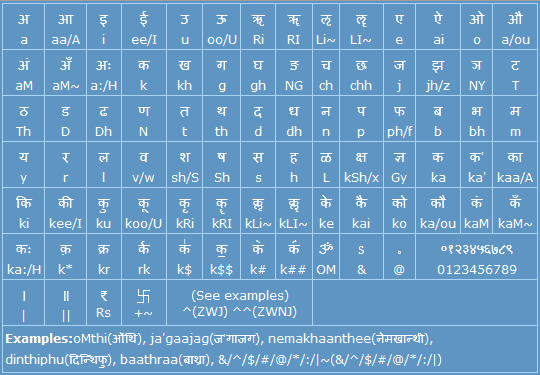 अ आ इ ई उ ऊ ऋ ॠ ऌ ॡ ए ऐ ओ औ
a aa/A i ee/I u oo/U Ri RI Li~ LI~ e ai o a/ou
अं अँ अः क ख ग घ ङ च छ ज झ ञ ट
aM aM~ a:/H k kh g gh NG ch chh j jh/z NY T
ठ ड ढ ण त थ द ध न प फ ब भ म
Th D Dh N t th d dh n p ph/f b bh m
य र ल व श ष स ह ळ क्ष ज्ञ क क' का
y r l v/w sh/S Sh s h L kSh/x Gy ka ka' kaa/A
कि की कु कू कृ कॄ कॢ कॣ के कै को कौ कं कँ
ki kee/I ku koo/U kRi kRI kLi~ kLI~ ke kai ko ka/ou kaM kaM~
कः क़ क्र र्क क॑ क॒ ॐ ऽ ॰ ०१२३४५६७८९
ka:/H k* kr rk k$ k$$ k# k## OM & @ 0123456789
। ॥ ₹ 卐 (See examples)
| || Rs +~ ^(ZWJ) ^^(ZWNJ)
Examples:oMthi(ओंथि), ja'gaajag(ज'गाजग), nemakhaanthee(नेमखान्थी),
dinthiphu(दिन्थिफु), baathraa(बाथ्रा), &/^/$/#/@/*/:/|~(&/^/$/#/@/*/:/|)